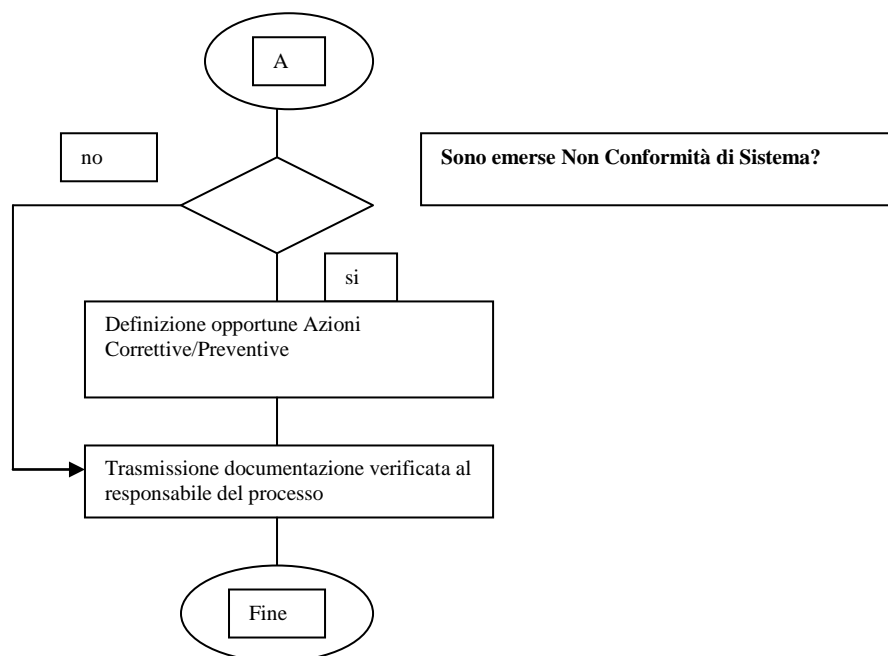 A
no
Sono emerse Non Conformità di Sistema?
si
Definizione opportune Azioni
Correttive/Preventive
Trasmissione documentazione verificata al
responsabile del processo
Fine